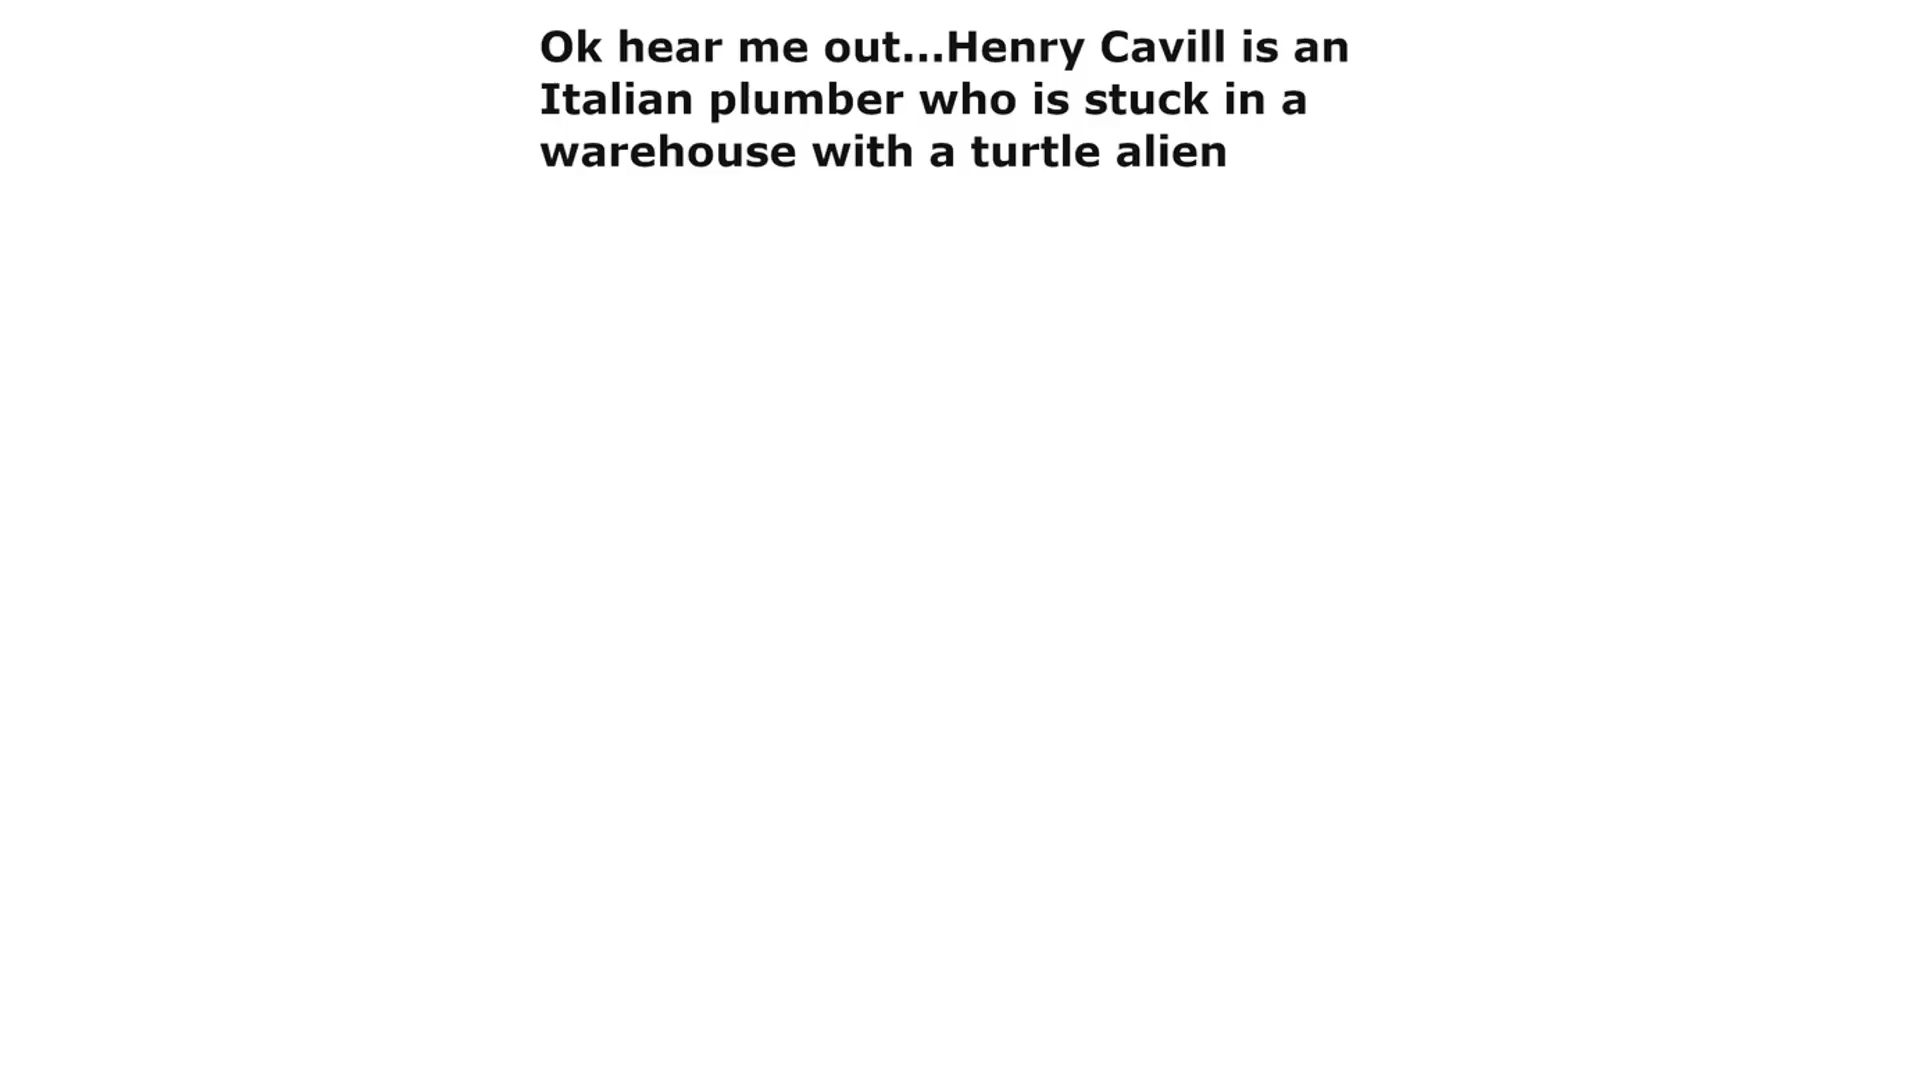 Ok hear me out...Henry Cavill is an
Italian plumber who is stuck in a
warehouse with a turtle alien